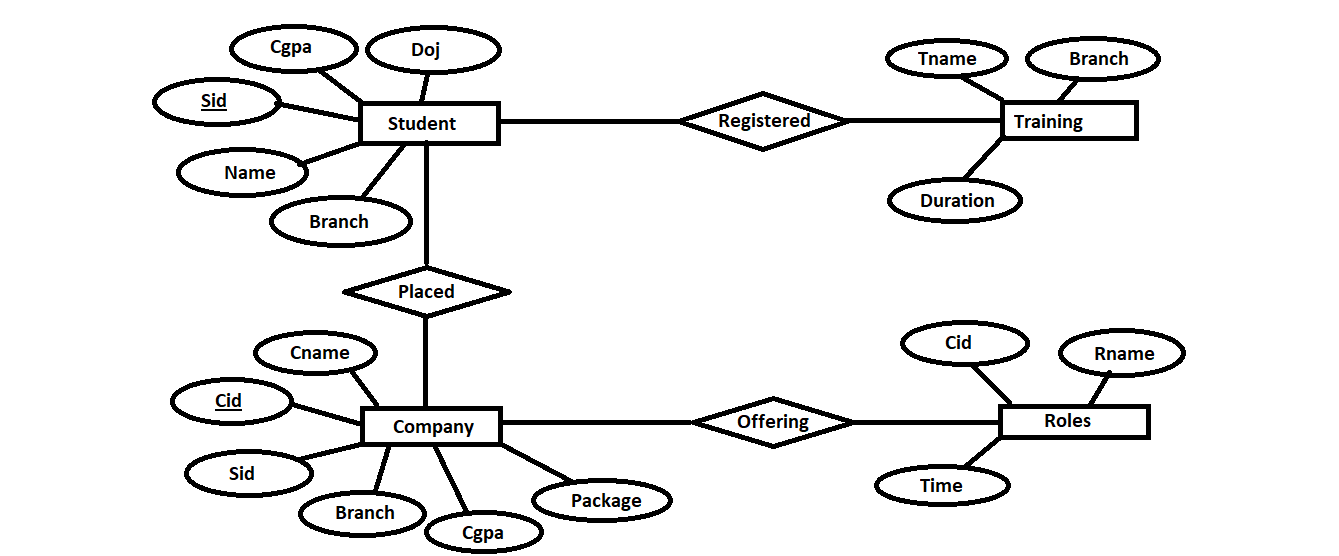 Cgpa
Doj
Sid
Name
Branch
Student
Registered
Tname
Branch
Training
Duration
Placed
Cname
Cid
Sid
Branch
Cgpa
Package
Company
Offering
Cid
Rname
Roles
Time